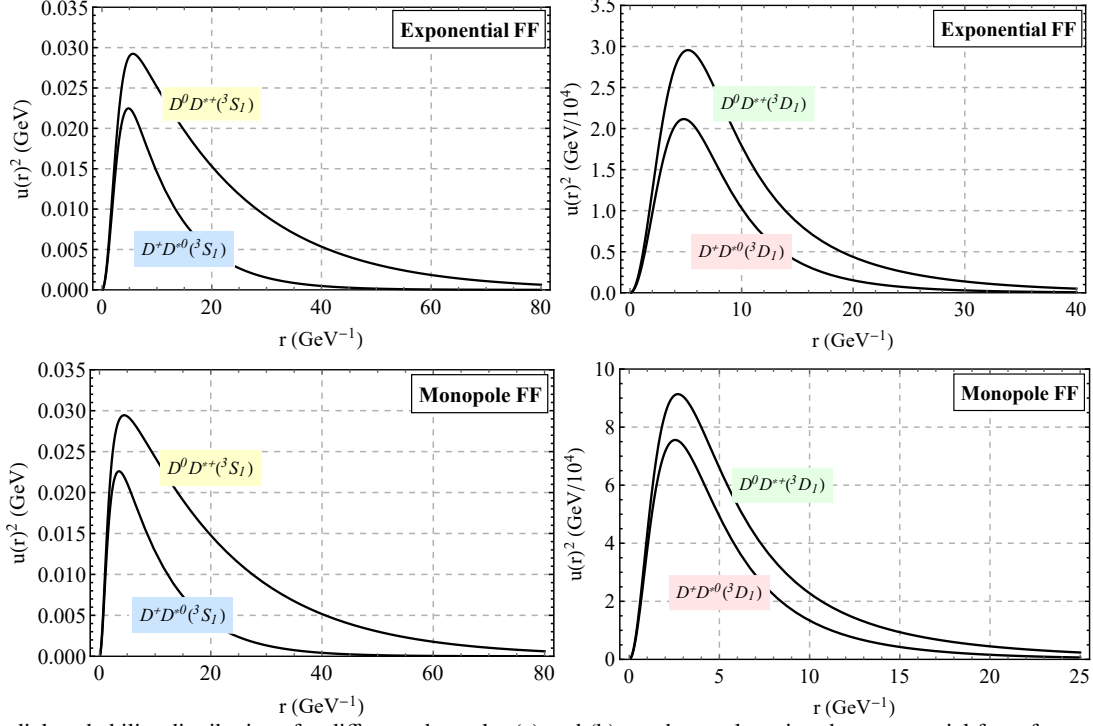 Exponential FF
u(r)² (GeV)
0.035
0.030
0.025
0.020
0.015
0.010
0.005
0.000
D⁰D*⁺(³S₁)
D⁺D*⁰(³S₁)
0 20 40 60 80
r (GeV⁻¹)
Exponential FF
u(r)² (GeV/10⁴)
3.5
3.0
2.5
2.0
1.5
1.0
0.5
0.0
D⁰D*⁺(³D₁)
D⁺D*⁰(³D₁)
0 10 20 30 40
r (GeV⁻¹)
Monopole FF
u(r)² (GeV)
0.035
0.030
0.025
0.020
0.015
0.010
0.005
0.000
D⁰D*⁺(³S₁)
D⁺D*⁰(³S₁)
0 20 40 60 80
r (GeV⁻¹)
Monopole FF
u(r)² (GeV/10⁴)
10
8
6
4
2
0
D⁰D*⁺(³D₁)
D⁺D*⁰(³D₁)
0 5 10 15 20 25
r (GeV⁻¹)